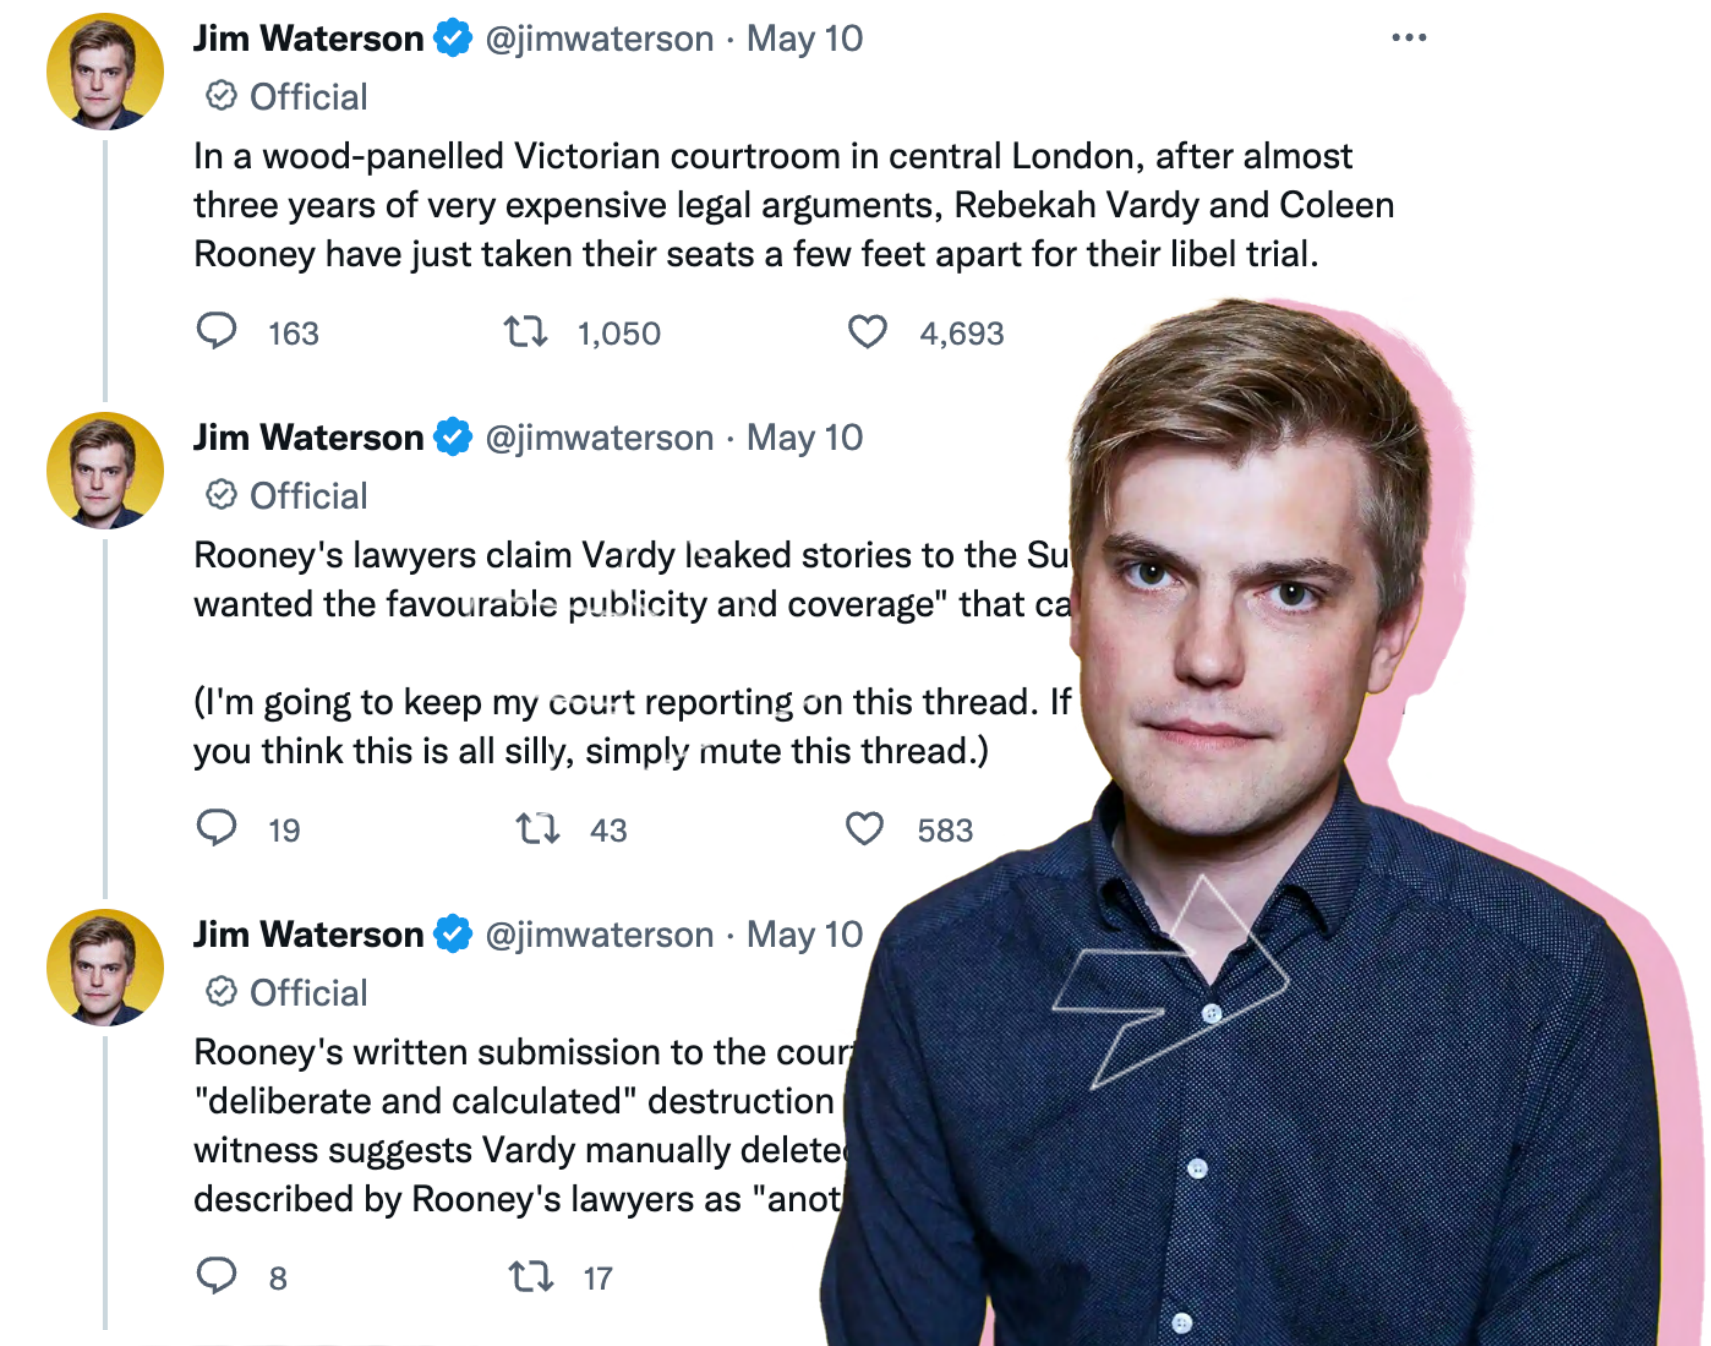 Jim Waterson @jimwaterson · May 10
Official
In a wood-panelled Victorian courtroom in central London, after almost
three years of very expensive legal arguments, Rebekah Vardy and Coleen
Rooney have just taken their seats a few feet apart for their libel trial.
163 1,050 4,693
Jim Waterson @jimwaterson · May 10
Official
Rooney's lawyers claim Vardy leaked stories to the Su
wanted the favourable publicity and coverage" that ca
(I'm going to keep my court reporting on this thread. If
you think this is all silly, simply mute this thread.)
19 43 583
Jim Waterson @jimwaterson · May 10
Official
Rooney's written submission to the cour
"deliberate and calculated" destruction
witness suggests Vardy manually delete
described by Rooney's lawyers as "anot
8 17